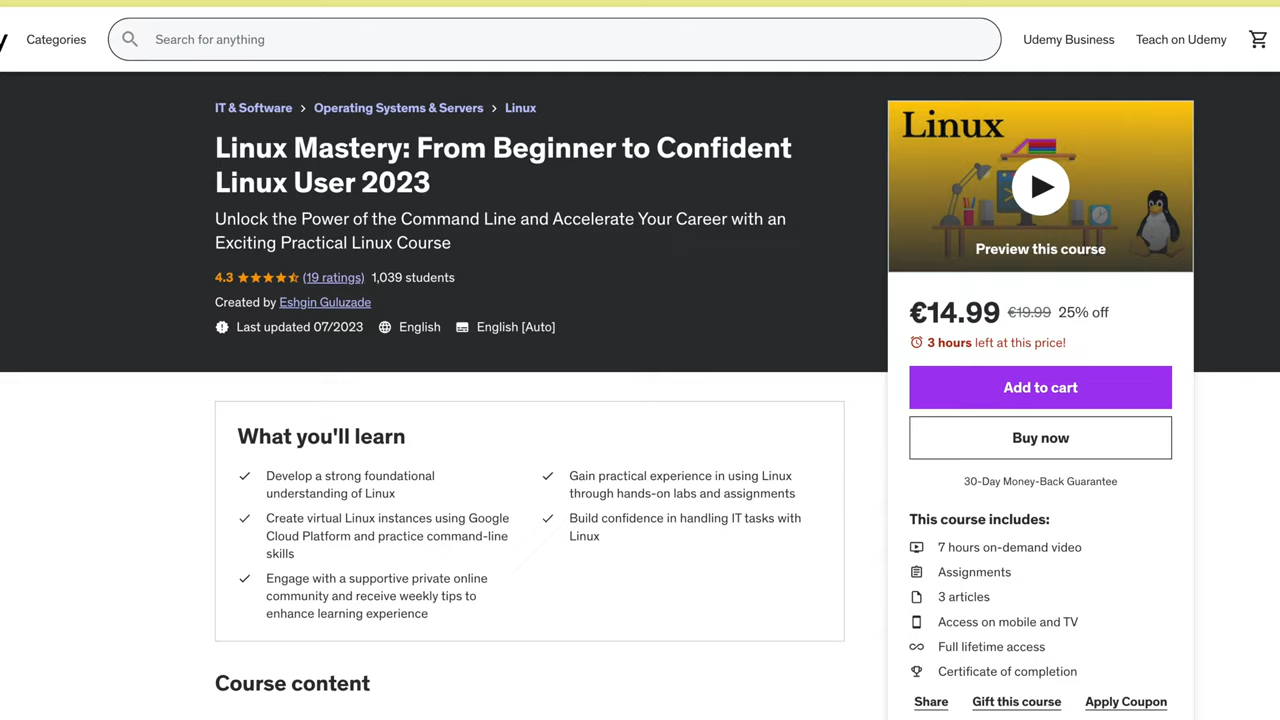 Categories
Search for anything
Udemy Business
Teach on Udemy
IT & Software
Operating Systems & Servers
Linux
Linux Mastery: From Beginner to Confident
Linux User 2023
Unlock the Power of the Command Line and Accelerate Your Career with an
Exciting Practical Linux Course
4.3
(19 ratings)
1,039 students
Created by Eshgin Guluzade
Last updated 07/2023
English
English [Auto]
Linux
Preview this course
€14.99 €19.99 25% off
3 hours left at this price!
Add to cart
Buy now
30-Day Money-Back Guarantee
This course includes:
7 hours on-demand video
Assignments
3 articles
Access on mobile and TV
Full lifetime access
Certificate of completion
Share
Gift this course
Apply Coupon
What you'll learn
Develop a strong foundational
understanding of Linux
Create virtual Linux instances using Google
Cloud Platform and practice command-line
skills
Engage with a supportive private online
community and receive weekly tips to
enhance learning experience
Gain practical experience in using Linux
through hands-on labs and assignments
Build confidence in handling IT tasks with
Linux
Course content